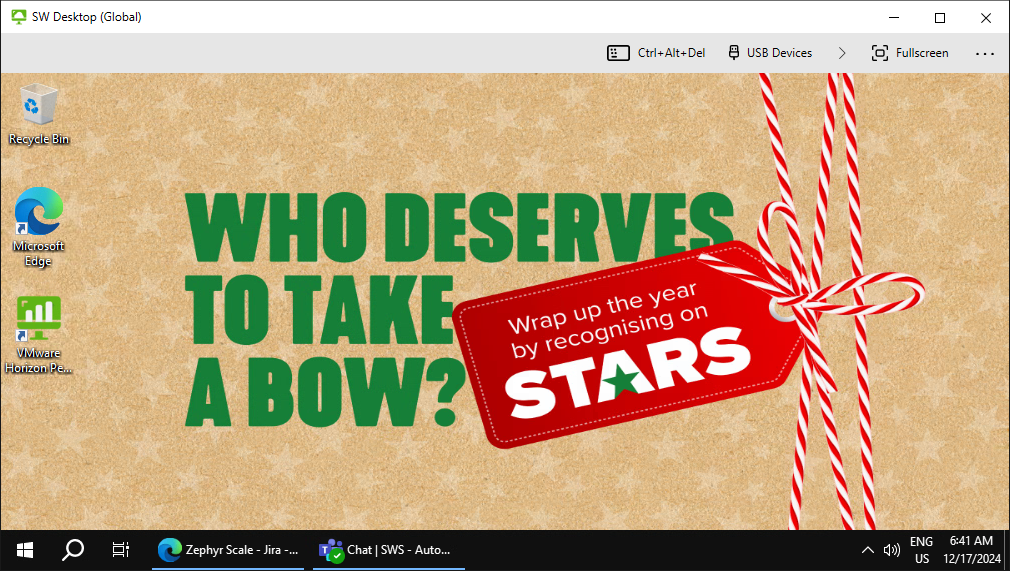 SW Desktop (Global)
Ctrl+Alt+Del
USB Devices
Fullscreen
Recycle Bin
Microsoft
Edge
VMware
Horizon Pe...
WHO DESERVES
TO TAKE
A BOW?
Wrap up the year
by recognising on
STARS
Zephyr Scale - Jira -...
Chat | SWS - Auto...
ENG
US
6:41 AM
12/17/2024